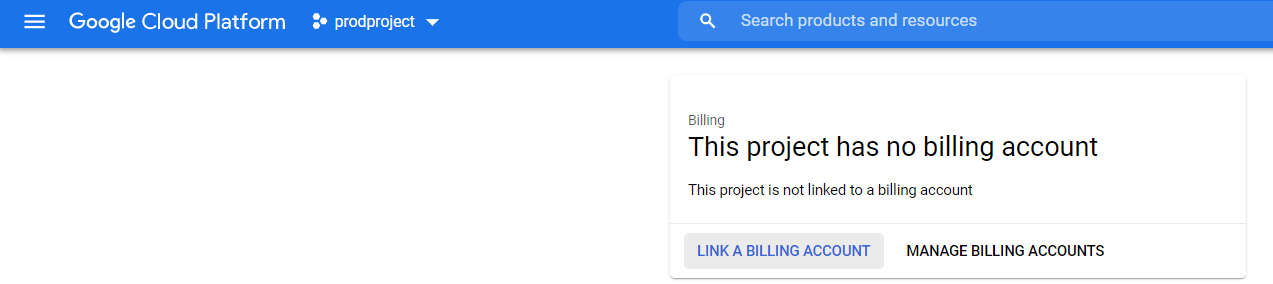 Google Cloud Platform prodproject Search products and resources
Billing
This project has no billing account
This project is not linked to a billing account
LINK A BILLING ACCOUNT MANAGE BILLING ACCOUNTS